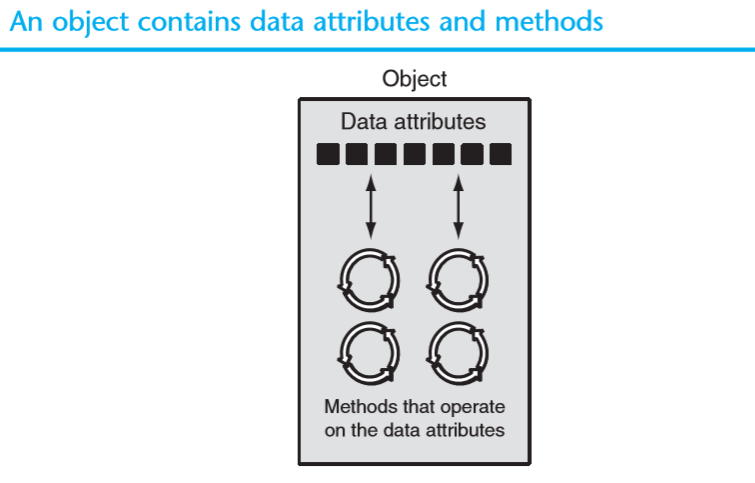 An object contains data attributes and methods
Object
Data attributes
Methods that operate
on the data attributes